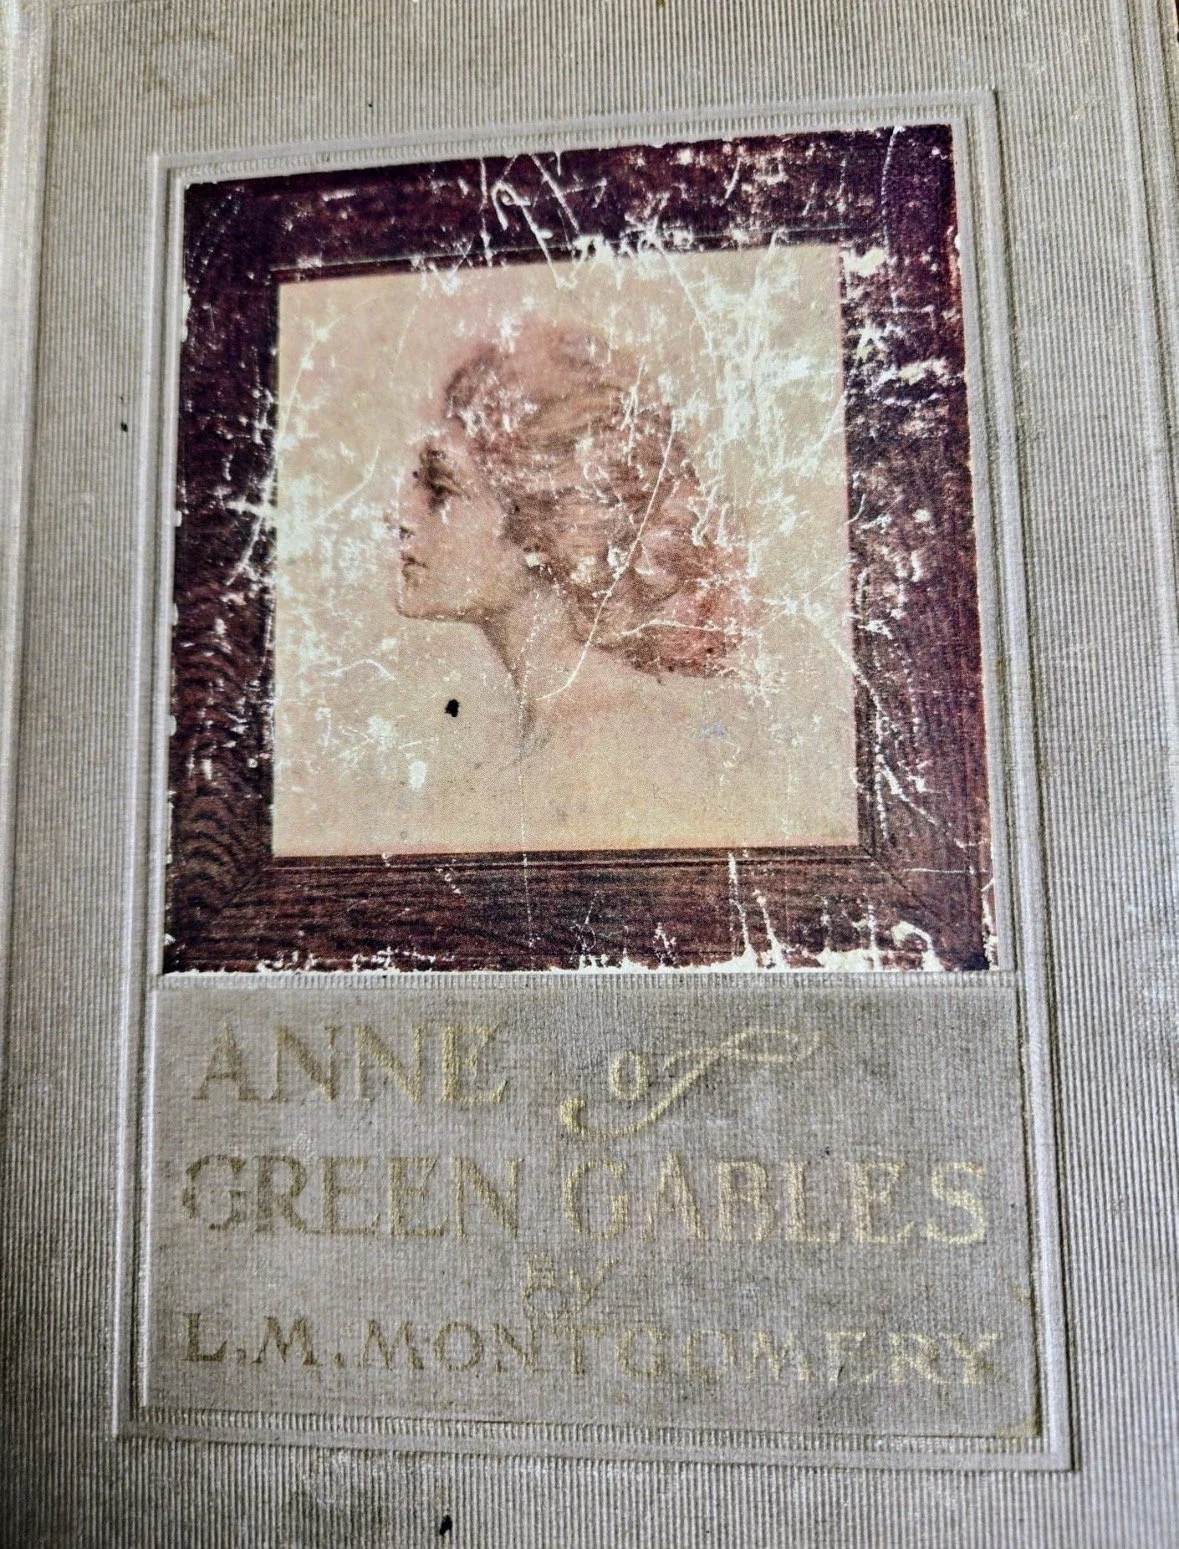 ANNE of
GREEN GABLES
BY
L.M.MONTGOMERY